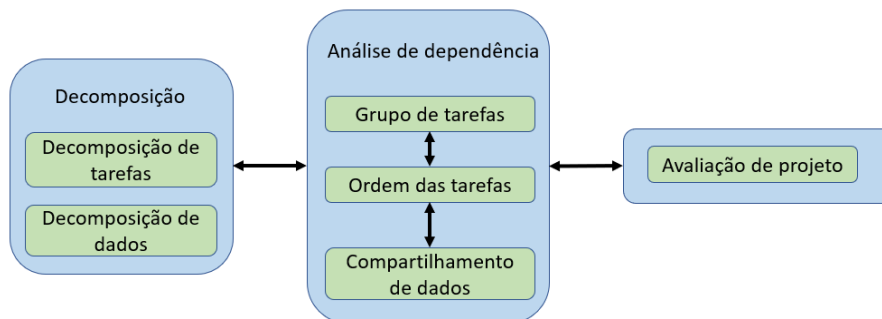 Decomposição
Decomposição de
tarefas
Decomposição de
dados
Análise de dependência
Grupo de tarefas
Ordem das tarefas
Compartilhamento
de dados
Avaliação de projeto